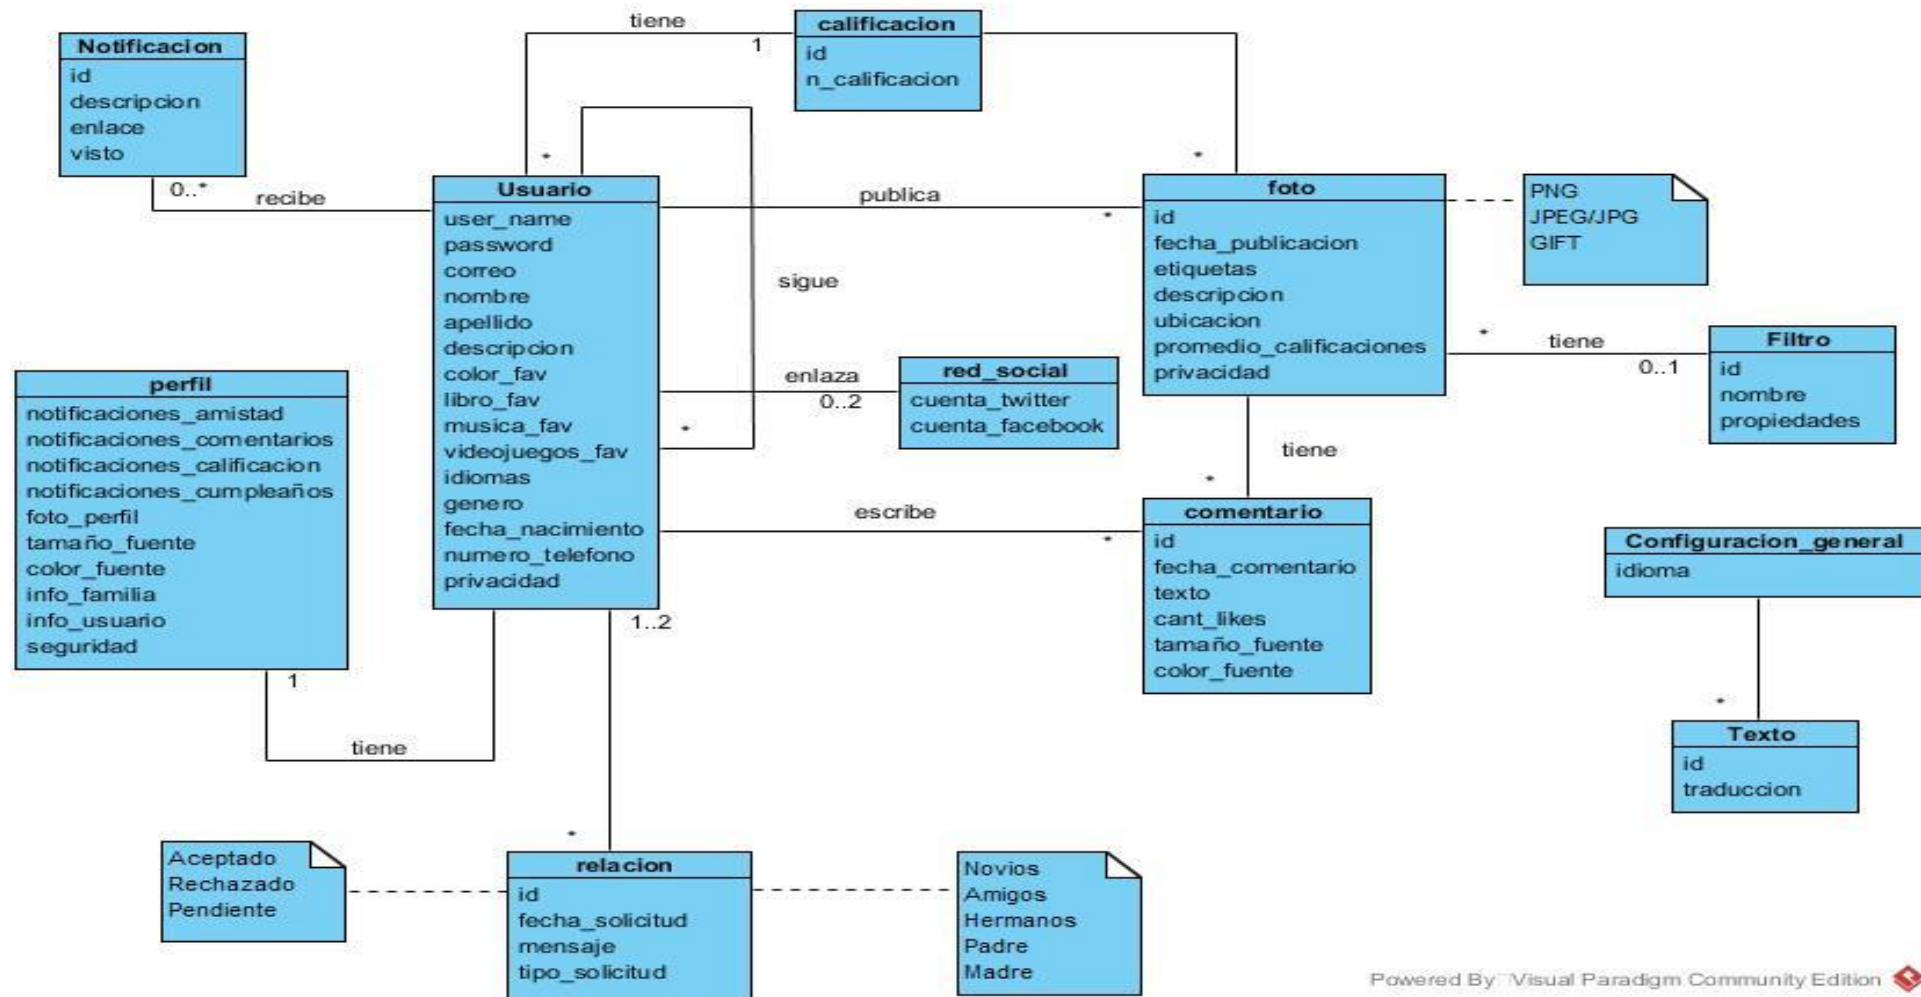 tiene
1
calificacion
id
n_calificacion
Notificacion
id
descripcion
enlace
visto
0..*
recibe
*
*
Usuario
user_name
password
correo
nombre
apellido
descripcion
color_fav
libro_fav
musica_fav
videojuegos_fav
idiomas
genero
fecha_nacimiento
numero_telefono
privacidad
publica
*
sigue
*
foto
id
fecha_publicacion
etiquetas
descripcion
ubicacion
promedio_calificaciones
privacidad
PNG
JPEG/JPG
GIFT
*
tiene
0..1
Filtro
id
nombre
propiedades
enlaza
0..2
red_social
cuenta_twitter
cuenta_facebook
perfil
notificaciones_amistad
notificaciones_comentarios
notificaciones_calificacion
notificaciones_cumpleaños
foto_perfil
tamaño_fuente
color_fuente
info_familia
info_usuario
seguridad
1
tiene
tiene
*
escribe
*
comentario
id
fecha_comentario
texto
cant_likes
tamaño_fuente
color_fuente
Configuracion_general
idioma
*
Texto
id
traduccion
1..2
*
Aceptado
Rechazado
Pendiente
relacion
id
fecha_solicitud
mensaje
tipo_solicitud
Novios
Amigos
Hermanos
Padre
Madre
Powered By Visual Paradigm Community Edition